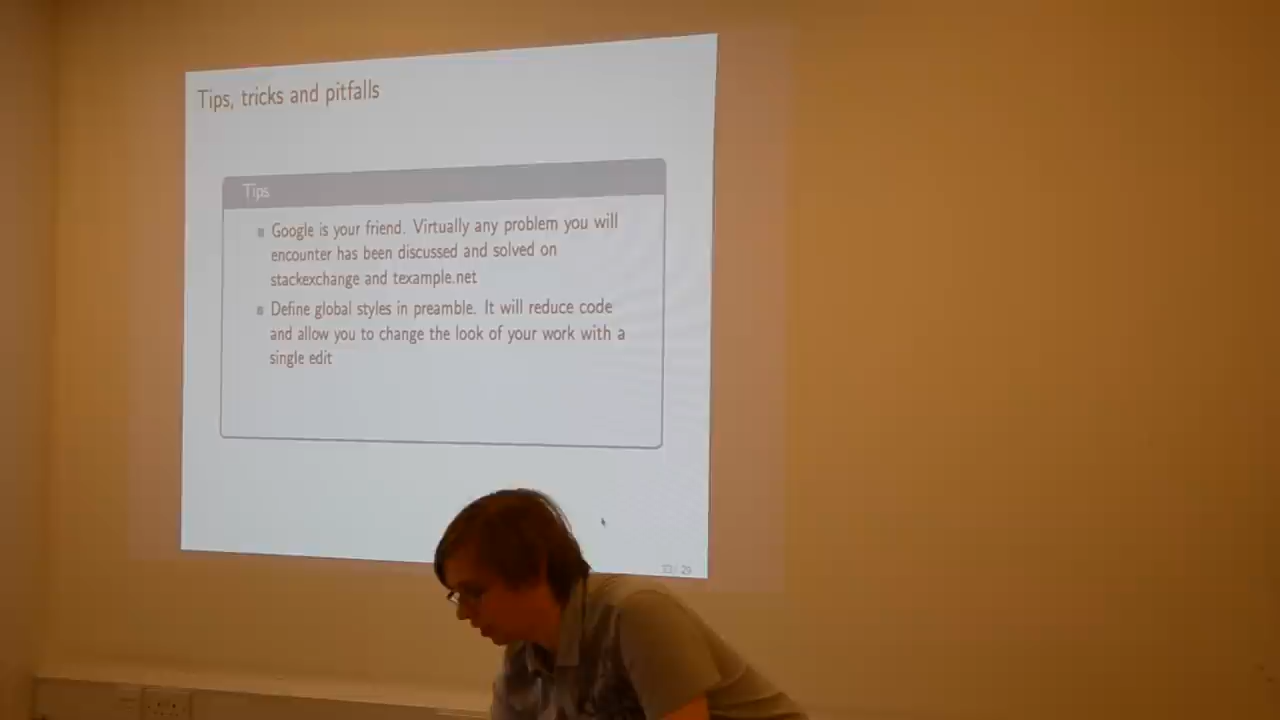 Tips, tricks and pitfalls
Tips
Google is your friend. Virtually any problem you will
encounter has been discussed and solved on
stackexchange and texample.net
Define global styles in preamble. It will reduce code
and allow you to change the look of your work with a
single edit
33/ 29